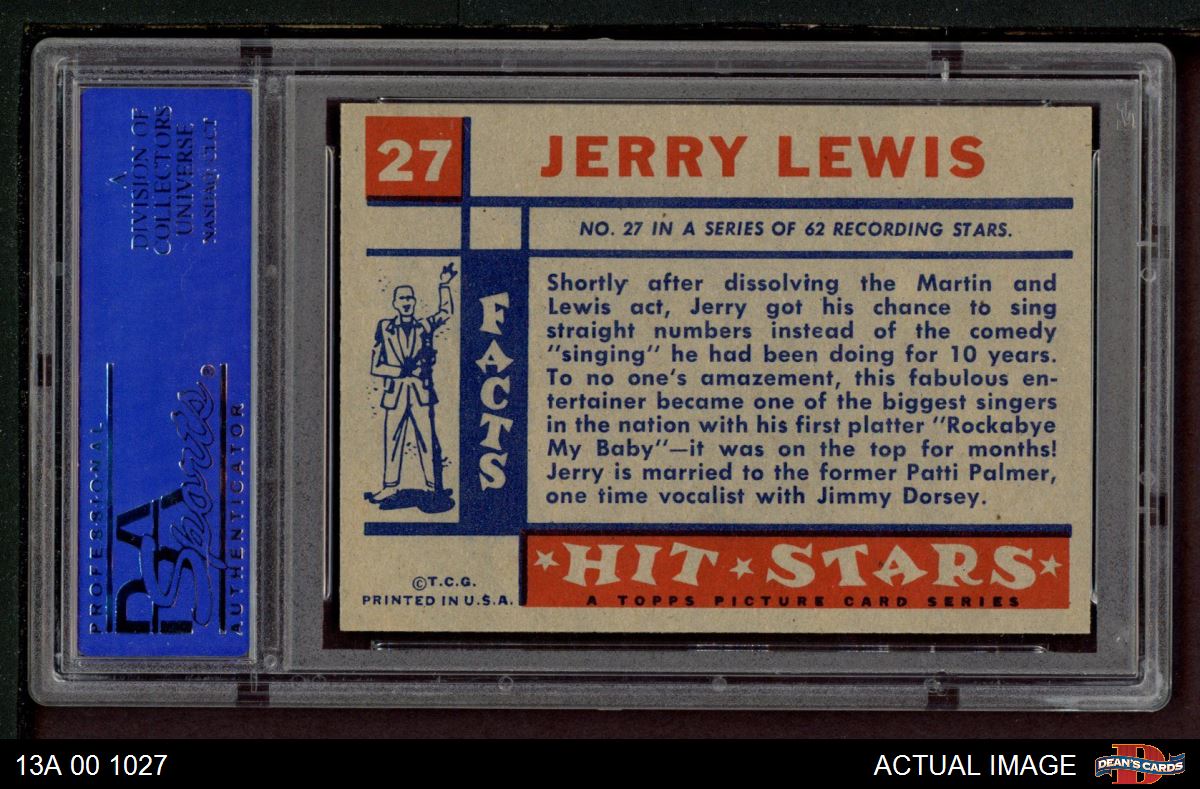 A
DIVISION OF
COLLECTORS
UNIVERSE
NASDAQ: CLCT
PROFESSIONAL
PSA
Sports®
AUTHENTICATOR
27
JERRY LEWIS
NO. 27 IN A SERIES OF 62 RECORDING STARS.
FACTS
Shortly after dissolving the Martin and
Lewis act, Jerry got his chance to sing
straight numbers instead of the comedy
"singing" he had been doing for 10 years.
To no one's amazement, this fabulous en-
tertainer became one of the biggest singers
in the nation with his first platter "Rockabye
My Baby"—it was on the top for months!
Jerry is married to the former Patti Palmer,
one time vocalist with Jimmy Dorsey.
©T.C.G.
PRINTED IN U.S.A.
HIT STARS
A TOPPS PICTURE CARD SERIES
13A 00 1027
ACTUAL IMAGE
DEAN'S CARDS